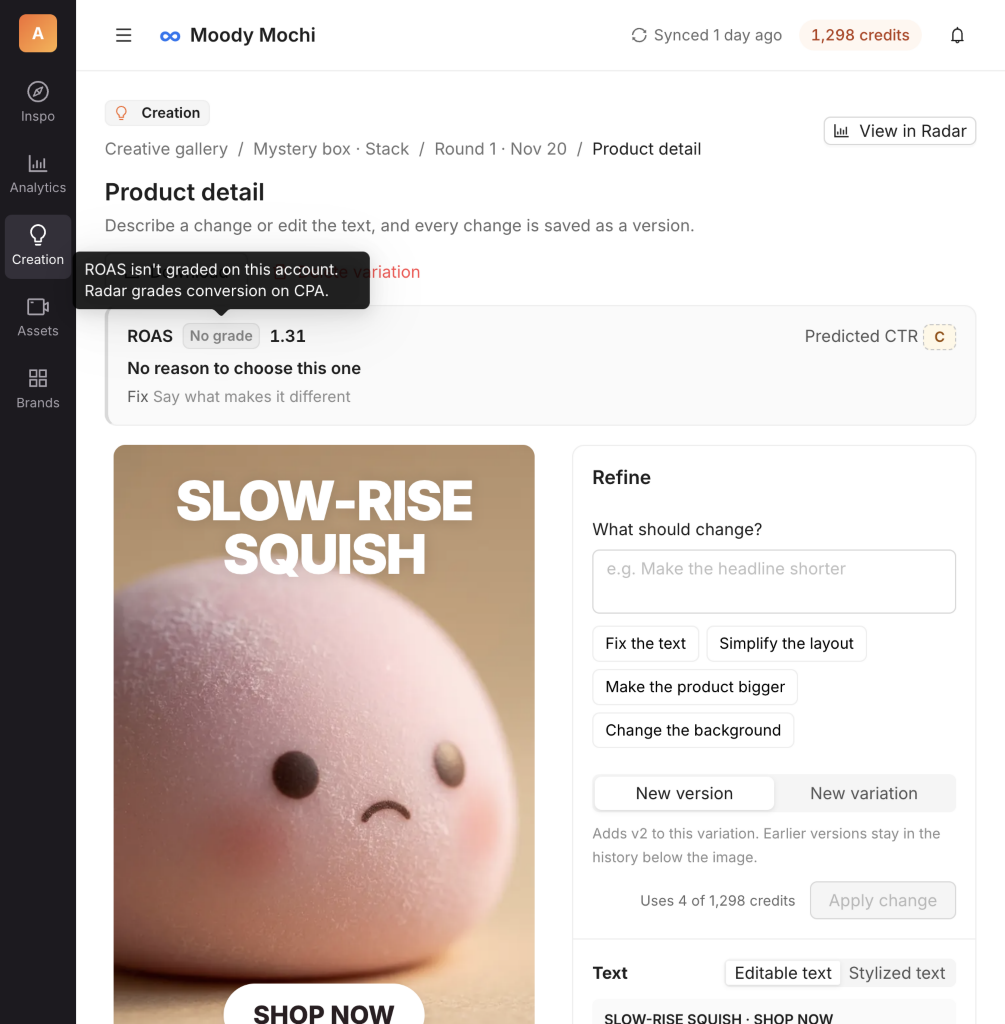 A
Moody Mochi
Synced 1 day ago
1,298 credits
Inspo
Analytics
Creation
Assets
Brands
Creation
View in Radar
Creative gallery / Mystery box · Stack / Round 1 · Nov 20 / Product detail
Product detail
Describe a change or edit the text, and every change is saved as a version.
ROAS isn't graded on this account.
Radar grades conversion on CPA.
variation
ROAS No grade 1.31
Predicted CTR C
No reason to choose this one
Fix Say what makes it different
SLOW-RISE
SQUISH
SHOP NOW
Refine
What should change?
e.g. Make the headline shorter
Fix the text
Simplify the layout
Make the product bigger
Change the background
New version
New variation
Adds v2 to this variation. Earlier versions stay in the
history below the image.
Uses 4 of 1,298 credits
Apply change
Text
Editable text
Stylized text
SLOW-RISE SQUISH · SHOP NOW